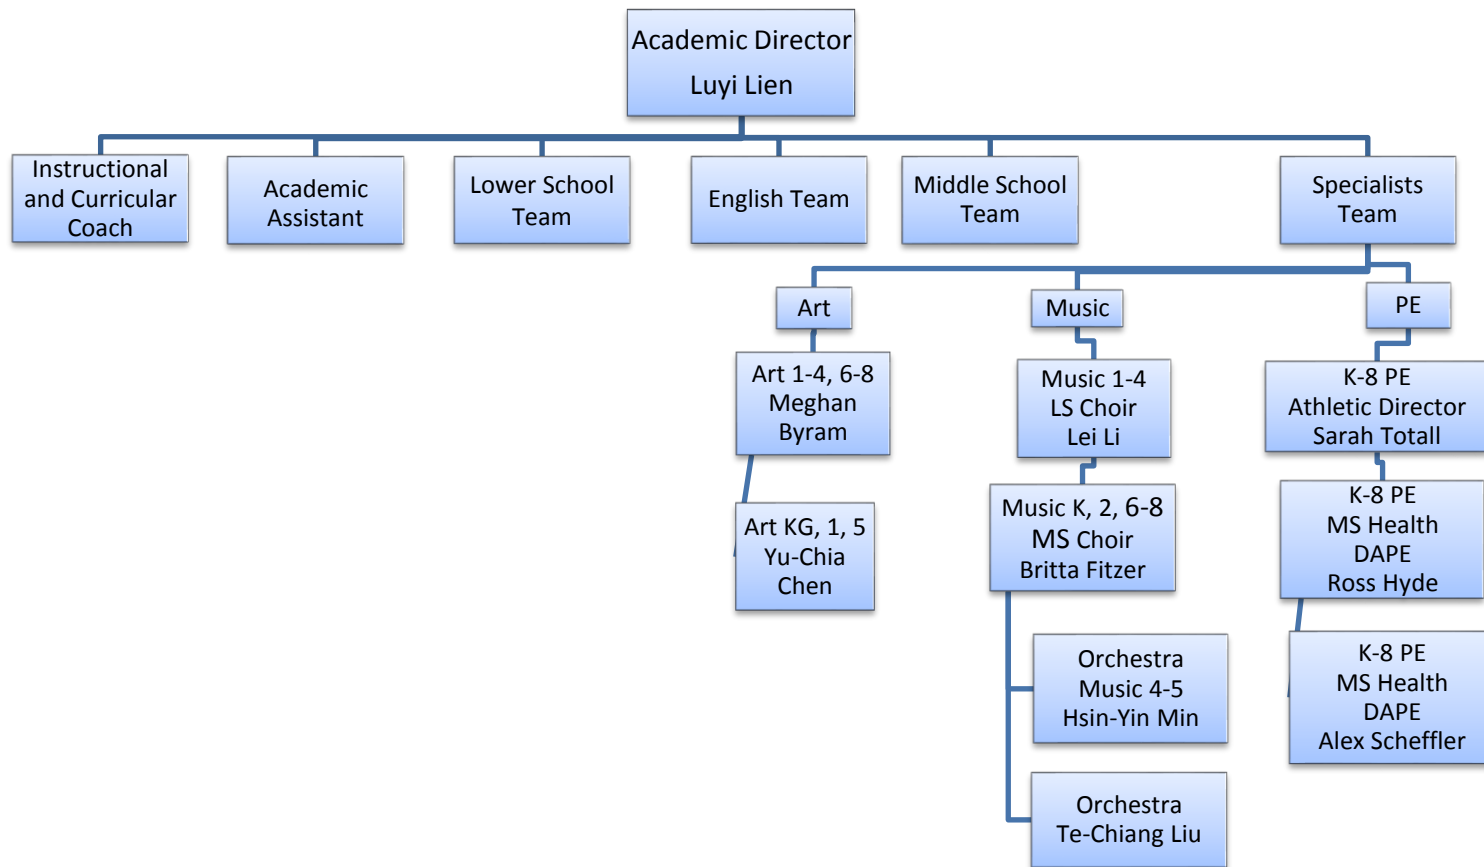 Academic Director
Luyi Lien
Instructional
and Curricular
Coach
Academic
Assistant
Lower School
Team
English Team
Middle School
Team
Specialists
Team
Art
Music
PE
Art 1-4, 6-8
Meghan
Byram
Music 1-4
LS Choir
Lei Li
K-8 PE
Athletic Director
Sarah Totall
Art KG, 1, 5
Yu-Chia
Chen
Music K, 2, 6-8
MS Choir
Britta Fitzer
K-8 PE
MS Health
DAPE
Ross Hyde
Orchestra
Music 4-5
Hsin-Yin Min
K-8 PE
MS Health
DAPE
Alex Scheffler
Orchestra
Te-Chiang Liu